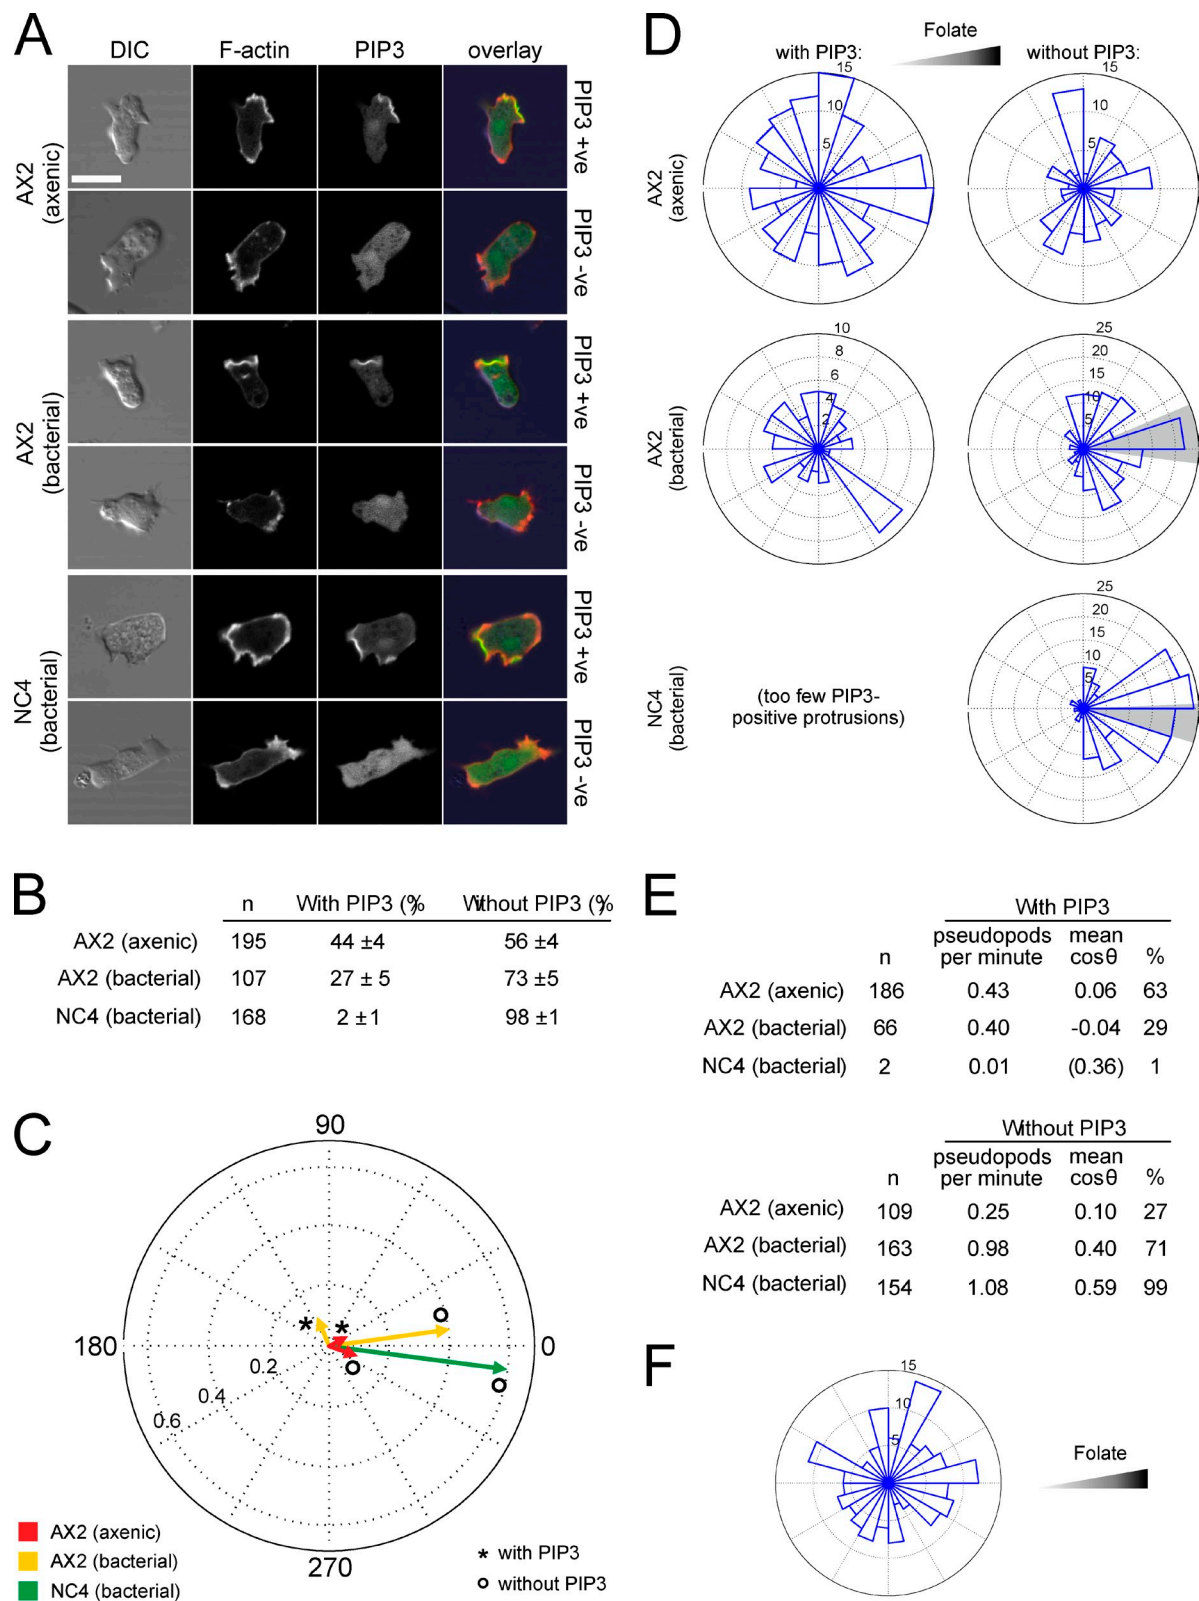 A
DIC F-actin PIP3 overlay
AX2
(axenic)
PIP3 +ve
PIP3 -ve
AX2
(bacterial)
PIP3 +ve
PIP3 -ve
NC4
(bacterial)
PIP3 +ve
PIP3 -ve
B
n With PIP3 (%) Without PIP3 (%)
AX2 (axenic) 195 44 ±4 56 ±4
AX2 (bacterial) 107 27 ± 5 73 ±5
NC4 (bacterial) 168 2 ±1 98 ±1
C
90
180
0
270
0.2
0.4
0.6
AX2 (axenic)
AX2 (bacterial)
NC4 (bacterial)
* with PIP3
o without PIP3
D
Folate
with PIP3: without PIP3:
AX2
(axenic)
15
10
5
15
10
5
AX2
(bacterial)
10
8
6
4
2
25
20
15
10
5
NC4
(bacterial)
(too few PIP3-
positive protrusions)
25
20
15
10
5
E
With PIP3
n pseudopods per minute mean cosθ %
AX2 (axenic) 186 0.43 0.06 63
AX2 (bacterial) 66 0.40 -0.04 29
NC4 (bacterial) 2 0.01 (0.36) 1
Without PIP3
n pseudopods per minute mean cosθ %
AX2 (axenic) 109 0.25 0.10 27
AX2 (bacterial) 163 0.98 0.40 71
NC4 (bacterial) 154 1.08 0.59 99
F
15
10
5
Folate